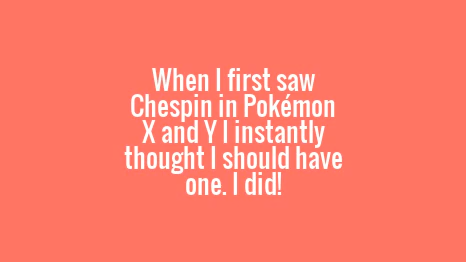 When I first saw
Chespin in Pokémon
X and Y I instantly
thought I should have
one. I did!